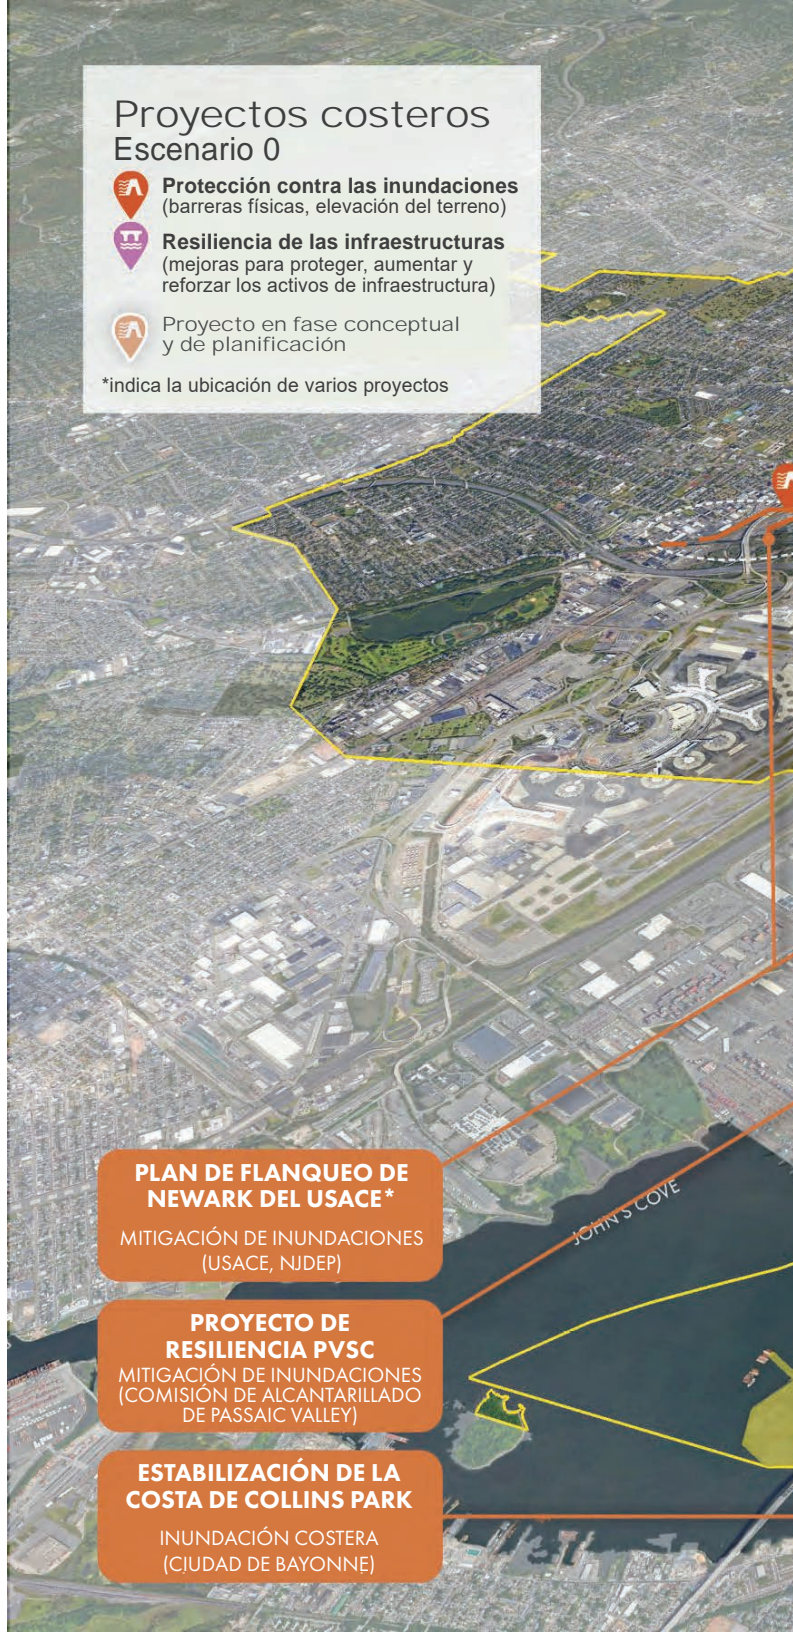 Proyectos costeros
Escenario 0
Protección contra las inundaciones
(barreras físicas, elevación del terreno)
Resiliencia de las infraestructuras
(mejoras para proteger, aumentar y
reforzar los activos de infraestructura)
Proyecto en fase conceptual
y de planificación
*indica la ubicación de varios proyectos
PLAN DE FLANQUEO DE
NEWARK DEL USACE*
MITIGACIÓN DE INUNDACIONES
(USACE, NJDEP)
JOHN'S COVE
PROYECTO DE
RESILIENCIA PVSC
MITIGACIÓN DE INUNDACIONES
(COMISIÓN DE ALCANTARILLADO
DE PASSAIC VALLEY)
ESTABILIZACIÓN DE LA
COSTA DE COLLINS PARK
INUNDACIÓN COSTERA
(CIUDAD DE BAYONNE)